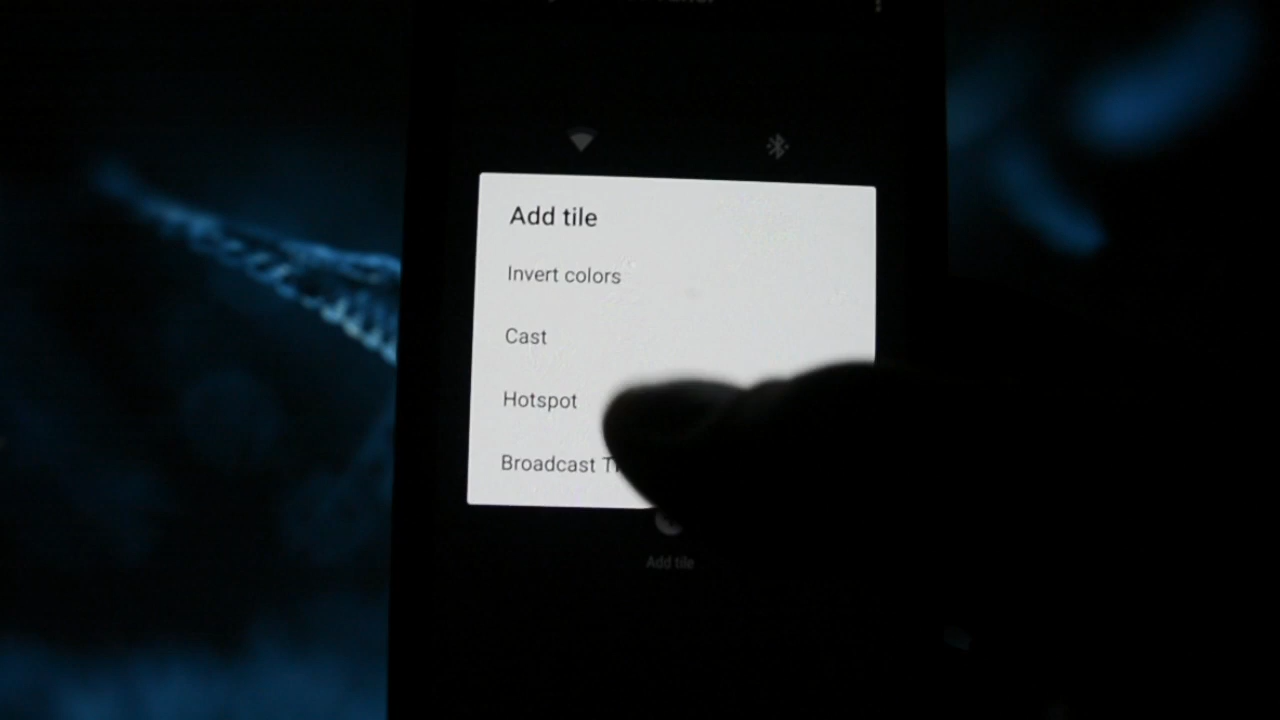 Add tile
Invert colors
Cast
Hotspot
Broadcast
Add tile